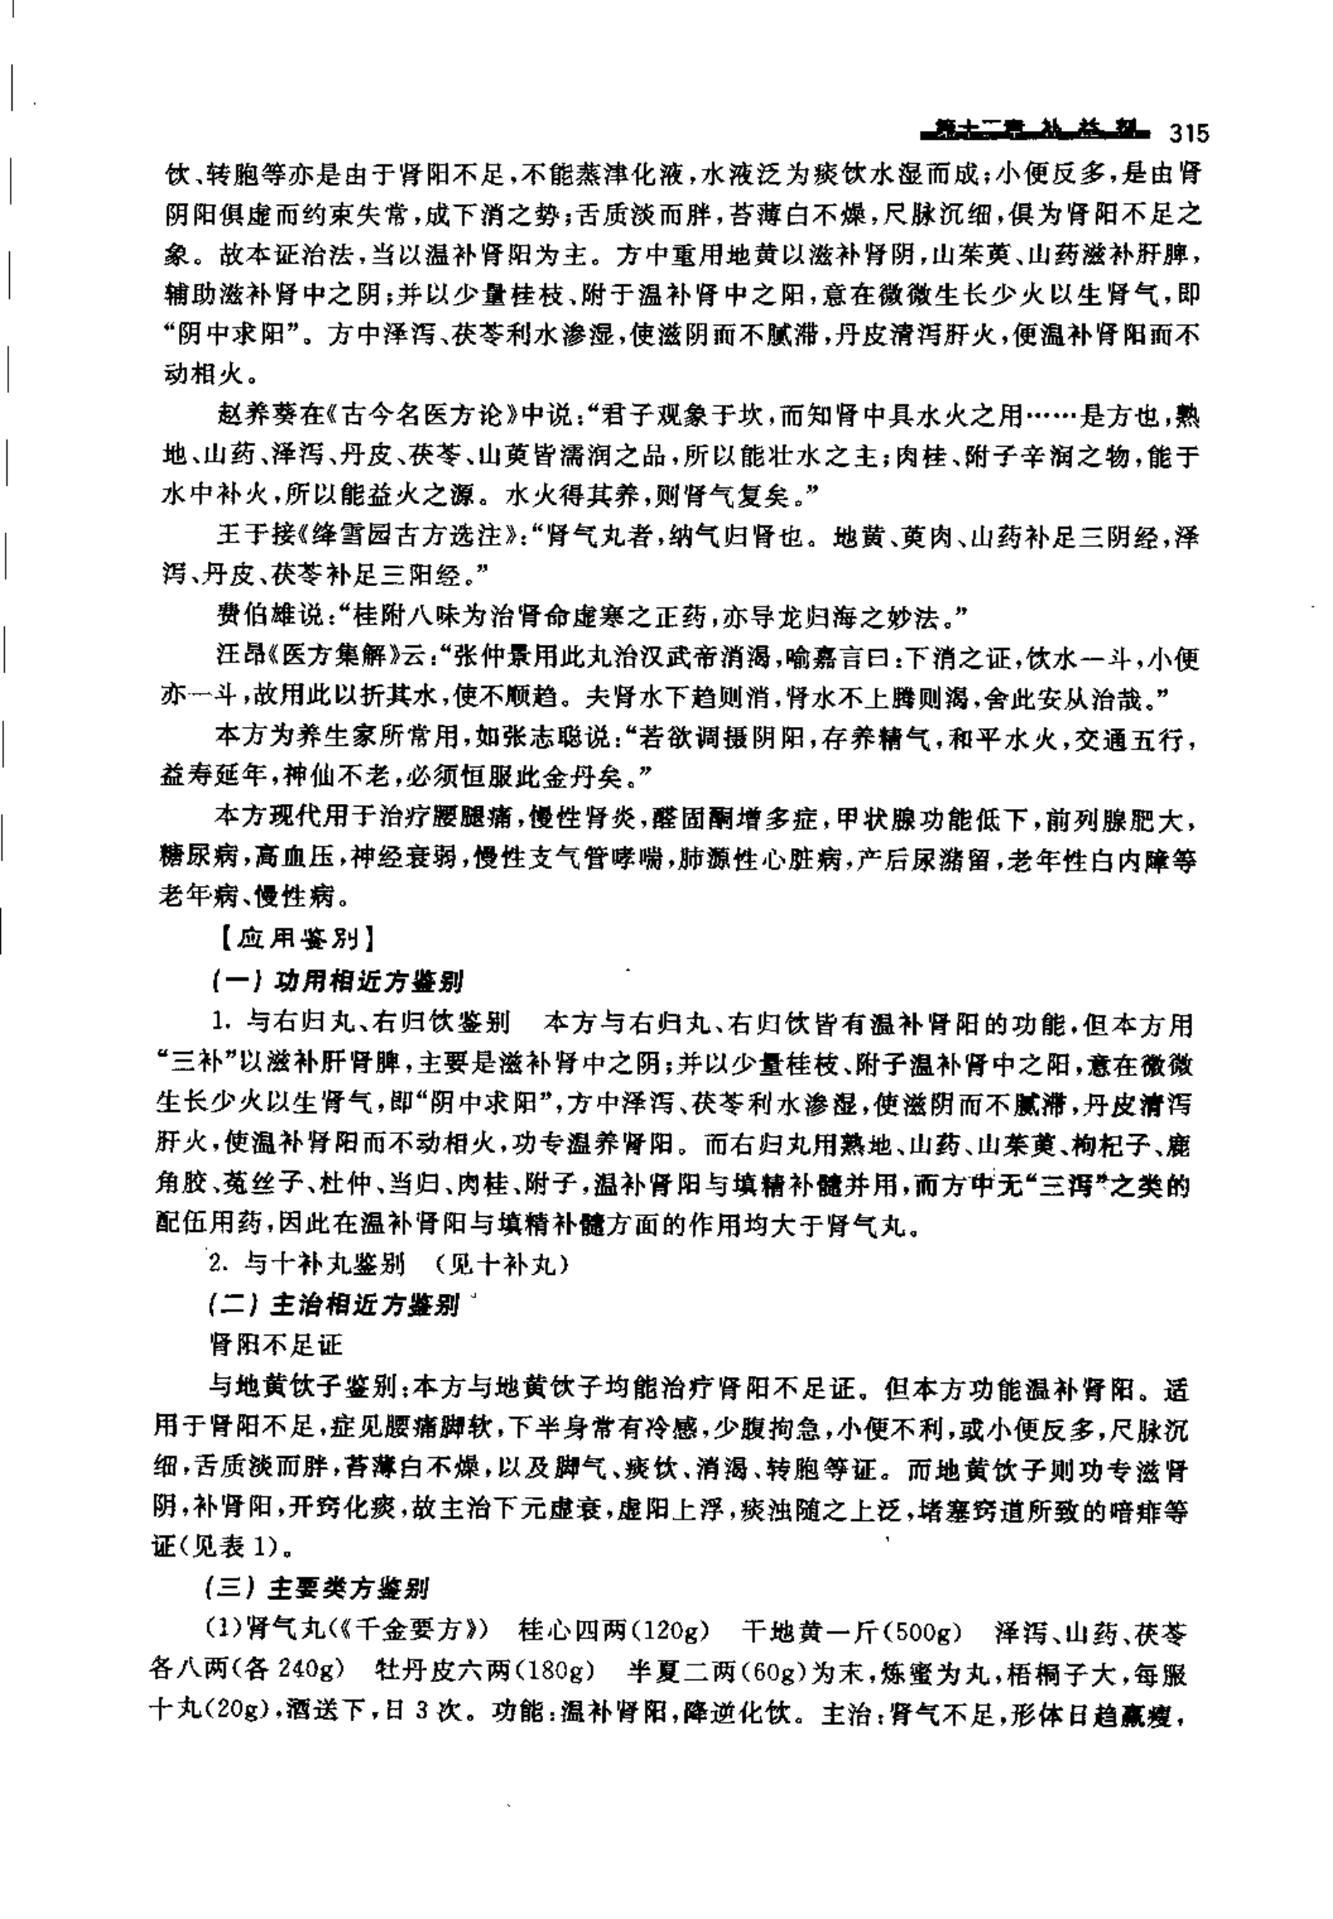 第十二章 补益剂 315
饮、转胞等亦是由于肾阳不足,不能蒸津化液,水液泛为痰饮水湿而成;小便反多,是由肾
阴阳俱虚而约束失常,成下消之势;舌质淡而胖,苔薄白不燥,尺脉沉细,俱为肾阳不足之
象。故本证治法,当以温补肾阳为主。方中重用地黄以滋补肾阴,山茱萸、山药滋补肝脾,
辅助滋补肾中之阴;并以少量桂枝、附于温补肾中之阳,意在微微生长少火以生肾气,即
“阴中求阳”。方中泽泻、茯苓利水渗湿,使滋阴而不腻滞,丹皮清泻肝火,便温补肾阳而不
动相火。
赵养葵在《古今名医方论》中说:“君子观象于坎,而知肾中具水火之用……是方也,熟
地、山药、泽泻、丹皮、茯苓、山萸皆濡润之品,所以能壮水之主;肉桂、附子辛润之物,能于
水中补火,所以能益火之源。水火得其养,则肾气复矣。”
王于接《绛雪园古方选注》:“肾气丸者,纳气归肾也。地黄、萸肉、山药补足三阴经,泽
泻、丹皮、茯苓补足三阳经。”
费伯雄说:“桂附八味为治肾命虚寒之正药,亦导龙归海之妙法。”
汪昂《医方集解》云:“张仲景用此丸治汉武帝消渴,喻嘉言曰:下消之证,饮水一斗,小便
亦一斗,故用此以折其水,使不顺趋。夫肾水下趋则消,肾水不上腾则渴,舍此安从治哉。”
本方为养生家所常用,如张志聪说:“若欲调摄阴阳,存养精气,和平水火,交通五行,
益寿延年,神仙不老,必须恒服此金丹矣。”
本方现代用于治疗腰腿痛,慢性肾炎,醛固酮增多症,甲状腺功能低下,前列腺肥大,
糖尿病,高血压,神经衰弱,慢性支气管哮喘,肺源性心脏病,产后尿潴留,老年性白内障等
老年病、慢性病。
【应用鉴别】
(一)功用相近方鉴别
1. 与右归丸、右归饮鉴别 本方与右归丸、右归饮皆有温补肾阳的功能,但本方用
“三补”以滋补肝肾脾,主要是滋补肾中之阴;并以少量桂枝、附子温补肾中之阳,意在微微
生长少火以生肾气,即“阴中求阳”,方中泽泻、茯苓利水渗湿,使滋阴而不腻滞,丹皮清泻
肝火,使温补肾阳而不动相火,功专温养肾阳。而右归丸用熟地、山药、山茱萸、枸杞子、鹿
角胶、菟丝子、杜仲、当归、肉桂、附子,温补肾阳与填精补髓并用,而方中无“三泻”之类的
配伍用药,因此在温补肾阳与填精补髓方面的作用均大于肾气丸。
2. 与十补丸鉴别 (见十补丸)
(二)主治相近方鉴别
肾阳不足证
与地黄饮子鉴别:本方与地黄饮子均能治疗肾阳不足证。但本方功能温补肾阳。适
用于肾阳不足,症见腰痛脚软,下半身常有冷感,少腹拘急,小便不利,或小便反多,尺脉沉
细,舌质淡而胖,苔薄白不燥,以及脚气、痰饮、消渴、转胞等证。而地黄饮子则功专滋肾
阴,补肾阳,开窍化痰,故主治下元虚衰,虚阳上浮,痰浊随之上泛,堵塞窍道所致的喑痱等
证(见表1)。
(三)主要类方鉴别
(1)肾气丸(《千金要方》) 桂心四两(120g) 干地黄一斤(500g) 泽泻、山药、茯苓
各八两(各240g) 牡丹皮六两(180g) 半夏二两(60g)为末,炼蜜为丸,梧桐子大,每服
十丸(20g),酒送下,日3次。功能:温补肾阳,降逆化饮。主治:肾气不足,形体日趋羸瘦,